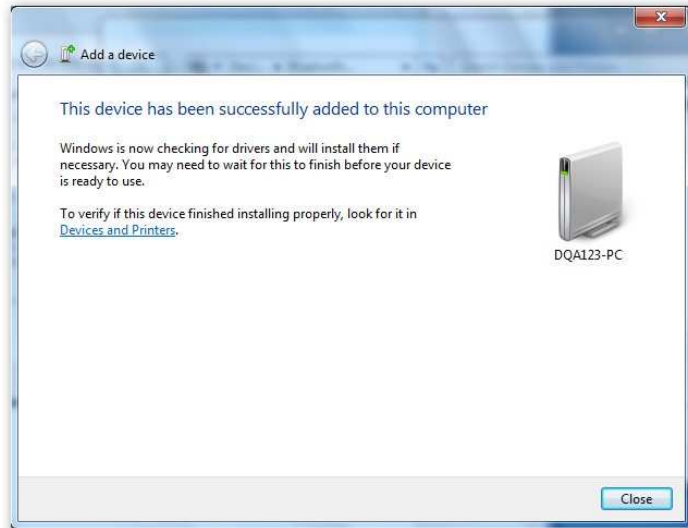 Add a device
This device has been successfully added to this computer
Windows is now checking for drivers and will install them if
necessary. You may need to wait for this to finish before your device
is ready to use.
To verify if this device finished installing properly, look for it in
Devices and Printers.
DQA123-PC
Close